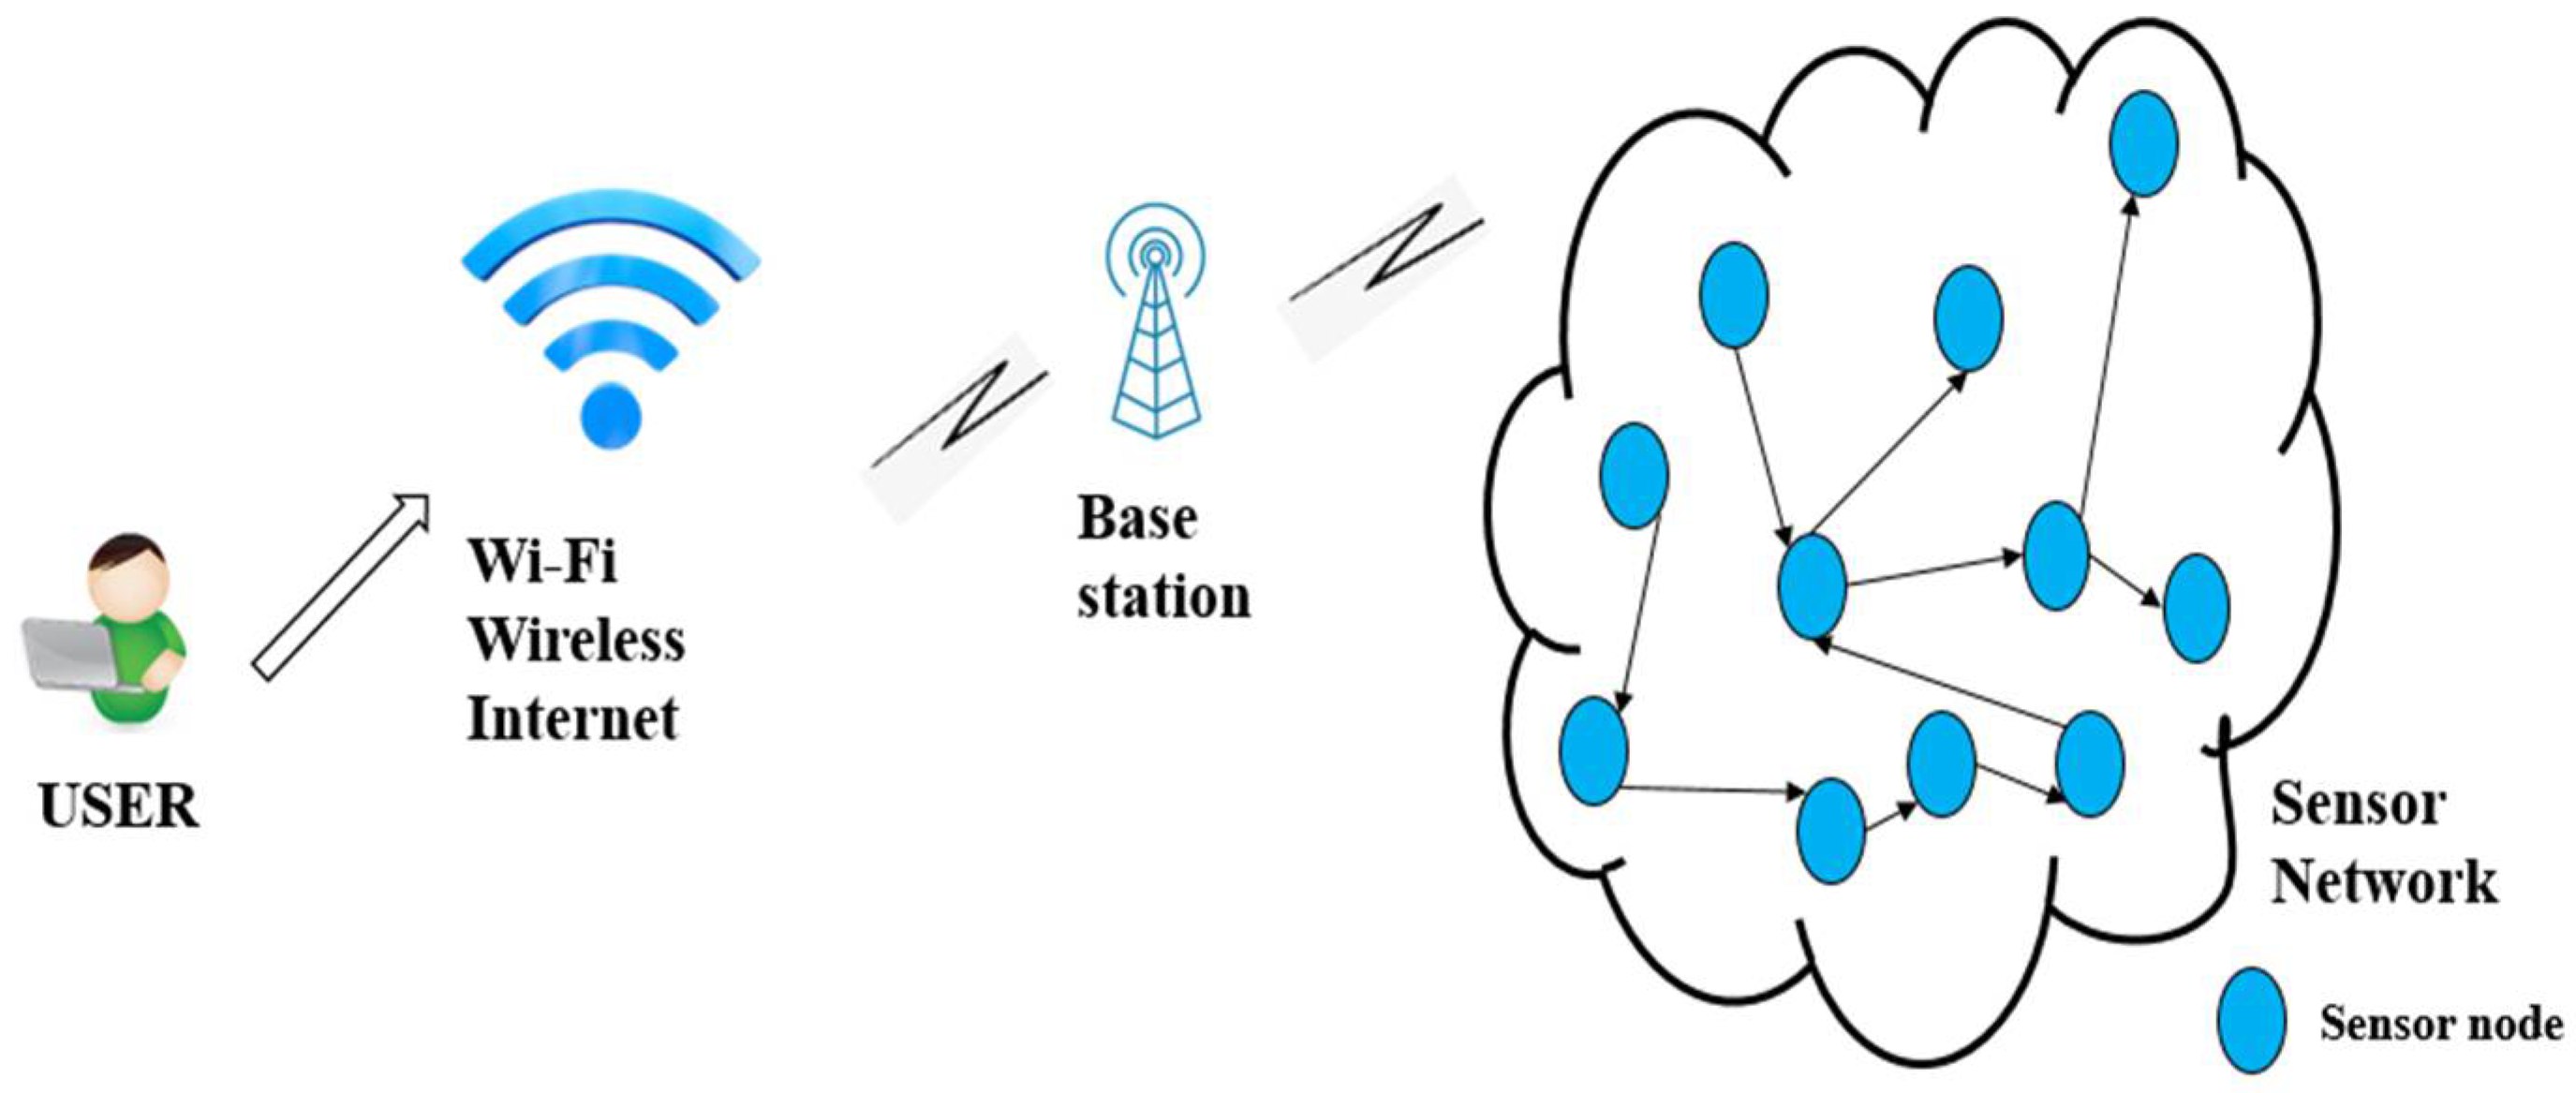 USER
Wi-Fi
Wireless
Internet
Base
station
Sensor
Network
Sensor node